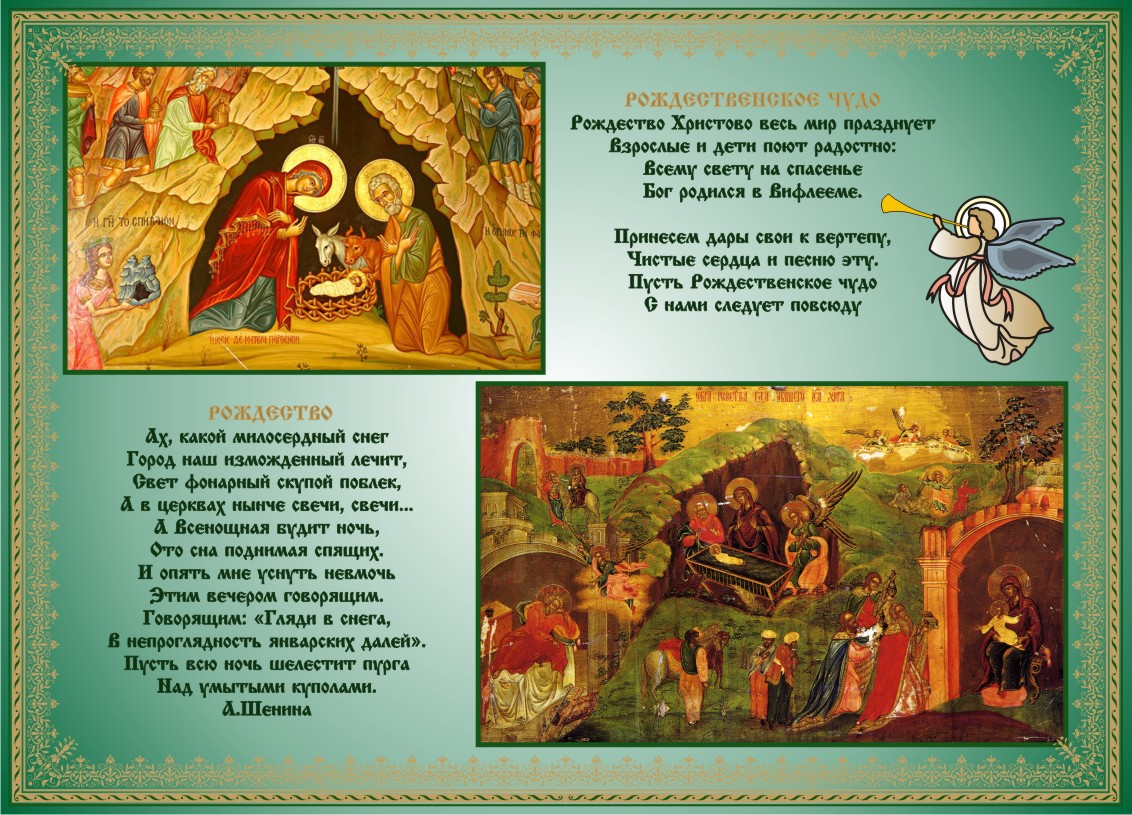 РОЖДЕСТВЕНСКОЕ ЧУДО
Рождество Христово весь мир празднует
Взрослые и дети поют радостно:
Всему свету на спасенье
Бог родился в Вифлееме.
Принесем дары свои к вертепу,
Чистые сердца и песню эту.
Пусть Рождественское чудо
С нами следует повсюду
РОЖДЕСТВО
Ах, какой милосердный снег
Город наш изможденный лечит,
Свет фонарный скупой поблек,
А в церквах нынче свечи, свечи...
А Всенощная будит ночь,
Ото сна поднимая спящих.
И опять мне уснуть невмочь
Этим вечером говорящим.
Говорящим: «Гляди в снега,
В непроглядность январских далей».
Пусть всю ночь шелестит пурга
Над умытыми куполами.
А.Шенина